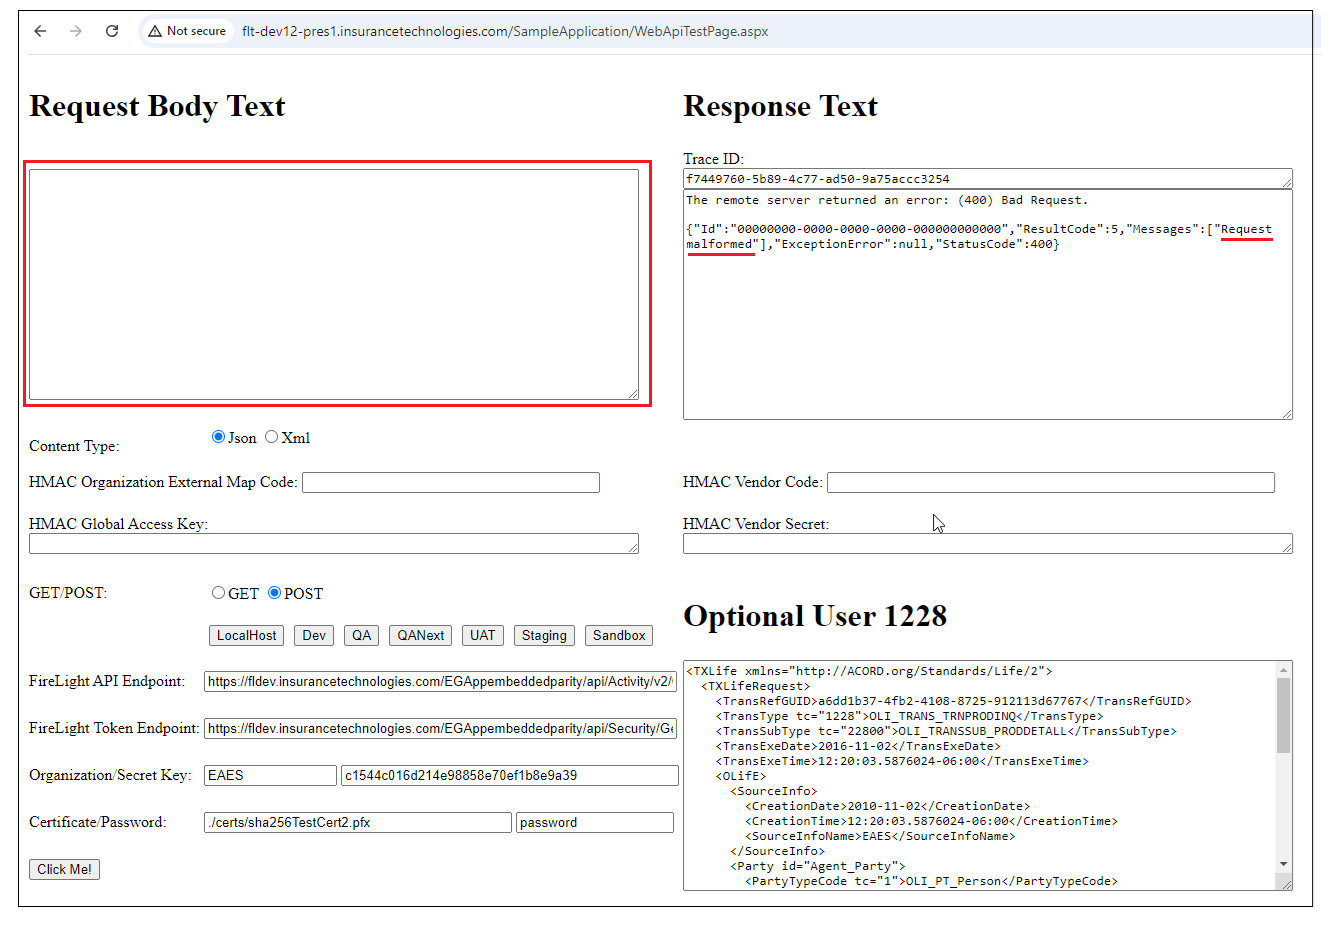 Not secure
flt-dev12-pres1.insurancetechnologies.com/SampleApplication/WebApiTestPage.aspx
Request Body Text
Response Text
Trace ID:
f7449760-5b89-4c77-ad50-9a75accc3254
The remote server returned an error: (400) Bad Request.
{"Id":"00000000-0000-0000-0000-000000000000","ResultCode":5,"Messages":["Request
malformed"],"ExceptionError":null,"StatusCode":400}
Content Type:
Json
Xml
HMAC Organization External Map Code:
HMAC Vendor Code:
HMAC Global Access Key:
HMAC Vendor Secret:
GET/POST:
GET
POST
LocalHost
Dev
QA
QANext
UAT
Staging
Sandbox
FireLight API Endpoint:
https://fldev.insurancetechnologies.com/EGAppembeddedparity/api/Activity/v2/
FireLight Token Endpoint:
https://fldev.insurancetechnologies.com/EGAppembeddedparity/api/Security/Ge
Organization/Secret Key:
EAES
c1544c016d214e98858e70ef1b8e9a39
Certificate/Password:
./certs/sha256TestCert2.pfx
password
Click Me!
Optional User 1228
<TXLife xmlns="http://ACORD.org/Standards/Life/2">
<TXLifeRequest>
<TransRefGUID>a6dd1b37-4fb2-4108-8725-912113d67767</TransRefGUID>
<TransType tc="1228">OLI_TRANS_TRNPRODINQ</TransType>
<TransSubType tc="22800">OLI_TRANSSUB_PRODDETALL</TransSubType>
<TransExeDate>2016-11-02</TransExeDate>
<TransExeTime>12:20:03.5876024-06:00</TransExeTime>
<OLifE>
<SourceInfo>
<CreationDate>2010-11-02</CreationDate>
<CreationTime>12:20:03.5876024-06:00</CreationTime>
<SourceInfoName>EAES</SourceInfoName>
</SourceInfo>
<Party id="Agent_Party">
<PartyTypeCode tc="1">OLI_PT_Person</PartyTypeCode>